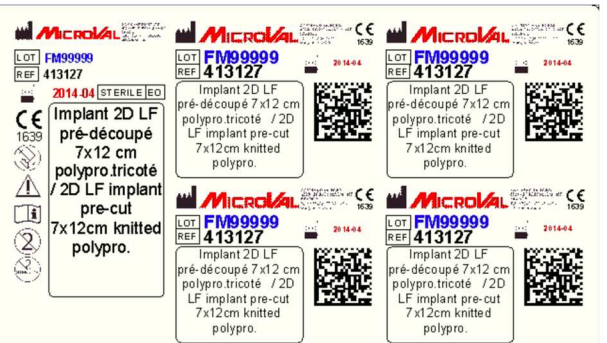 MICROVAL
LOT FM99999
REF 413127
2014-04 STERILE EO
1639
Implant 2D LF
pré-découpé
7x12 cm
polypro.tricoté
/ 2D LF implant
pre-cut
7x12cm knitted
polypro.
MICROVAL
1639
LOT FM99999
REF 413127
2014-04
Implant 2D LF
pré-découpé 7x12 cm
polypro.tricoté / 2D
LF implant pre-cut
7x12cm knitted
polypro.
MICROVAL
1639
LOT FM99999
REF 413127
2014-04
Implant 2D LF
pré-découpé 7x12 cm
polypro.tricoté / 2D
LF implant pre-cut
7x12cm knitted
polypro.
MICROVAL
1639
LOT FM99999
REF 413127
2014-04
Implant 2D LF
pré-découpé 7x12 cm
polypro.tricoté / 2D
LF implant pre-cut
7x12cm knitted
polypro.
MICROVAL
1639
LOT FM99999
REF 413127
2014-04
Implant 2D LF
pré-découpé 7x12 cm
polypro.tricoté / 2D
LF implant pre-cut
7x12cm knitted
polypro.